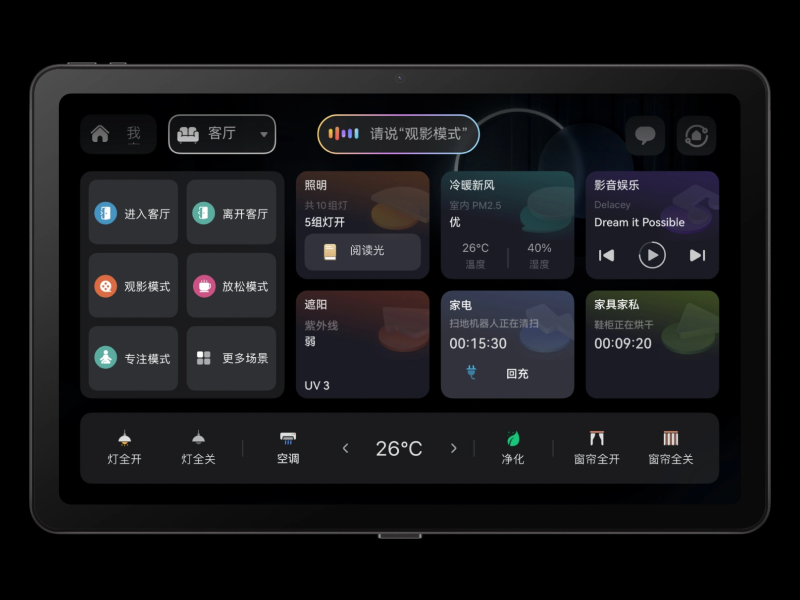 我
客厅
请说“观影模式”
进入客厅
离开客厅
观影模式
放松模式
专注模式
更多场景
照明
共10组灯
5组灯开
阅读光
冷暖新风
室内 PM2.5
优
26°C
温度
40%
湿度
影音娱乐
Delacey
Dream it Possible
遮阳
紫外线
弱
UV 3
家电
扫地机器人正在清扫
00:15:30
回充
家具家私
鞋柜正在烘干
00:09:20
灯全开
灯全关
空调
26°C
净化
窗帘全开
窗帘全关